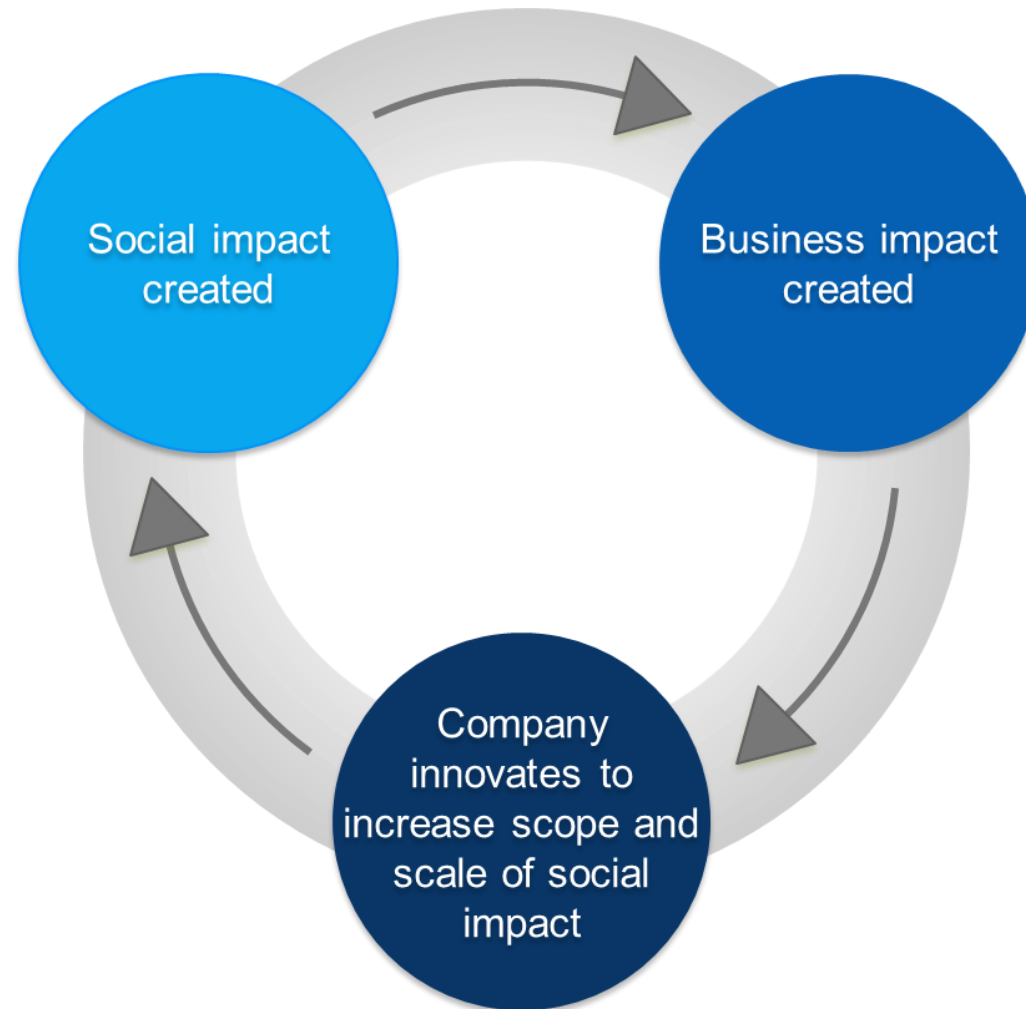 Social impact
created
Business impact
created
Company
innovates to
increase scope and
scale of social
impact